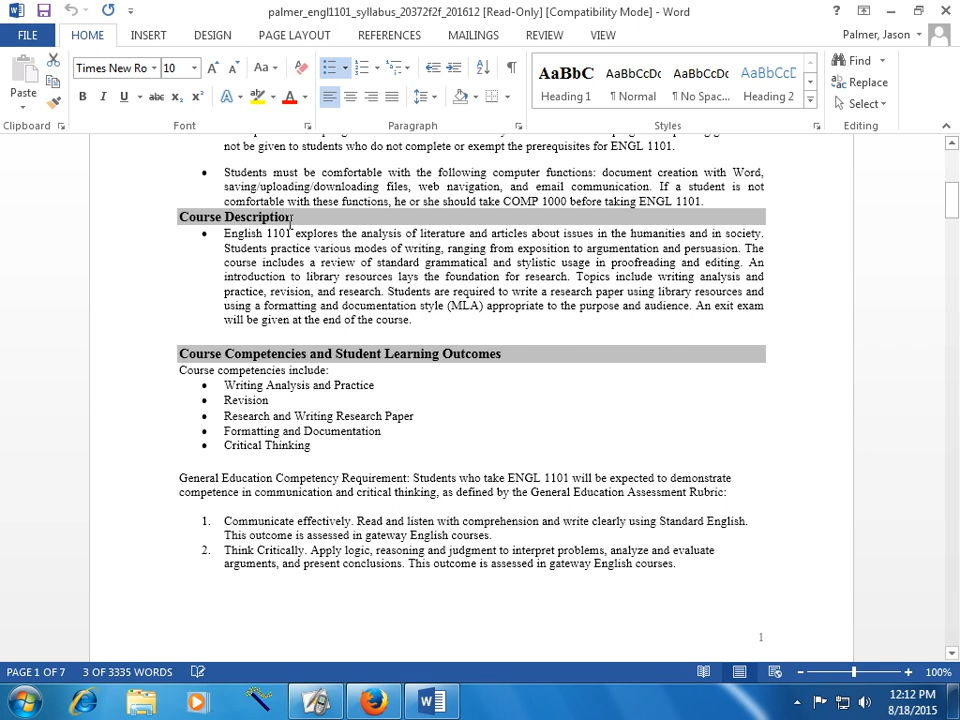 palmer_engl1101_syllabus_20372f2f_201612 [Read-Only] [Compatibility Mode] - Word
FILE HOME INSERT DESIGN PAGE LAYOUT REFERENCES MAILINGS REVIEW VIEW Palmer, Jason
Times New Ro 10 Aa AaBbC AaBbCcDc AaBbCcDc AaBbCcD Find
Paste Replace
B I U abc X2 X2 A A Heading 1 ¶ Normal ¶ No Spac... Heading 2 Select
Clipboard Font Paragraph Styles Editing
not be given to students who do not complete or exempt the prerequisites for ENGL 1101.
• Students must be comfortable with the following computer functions: document creation with Word,
saving/uploading/downloading files, web navigation, and email communication. If a student is not
comfortable with these functions, he or she should take COMP 1000 before taking ENGL 1101.
Course Description
• English 1101 explores the analysis of literature and articles about issues in the humanities and in society.
Students practice various modes of writing, ranging from exposition to argumentation and persuasion. The
course includes a review of standard grammatical and stylistic usage in proofreading and editing. An
introduction to library resources lays the foundation for research. Topics include writing analysis and
practice, revision, and research. Students are required to write a research paper using library resources and
using a formatting and documentation style (MLA) appropriate to the purpose and audience. An exit exam
will be given at the end of the course.
Course Competencies and Student Learning Outcomes
Course competencies include:
• Writing Analysis and Practice
• Revision
• Research and Writing Research Paper
• Formatting and Documentation
• Critical Thinking
General Education Competency Requirement: Students who take ENGL 1101 will be expected to demonstrate
competence in communication and critical thinking, as defined by the General Education Assessment Rubric:
1. Communicate effectively. Read and listen with comprehension and write clearly using Standard English.
This outcome is assessed in gateway English courses.
2. Think Critically. Apply logic, reasoning and judgment to interpret problems, analyze and evaluate
arguments, and present conclusions. This outcome is assessed in gateway English courses.
1
PAGE 1 OF 7 3 OF 3335 WORDS 100%
12:12 PM
8/18/2015